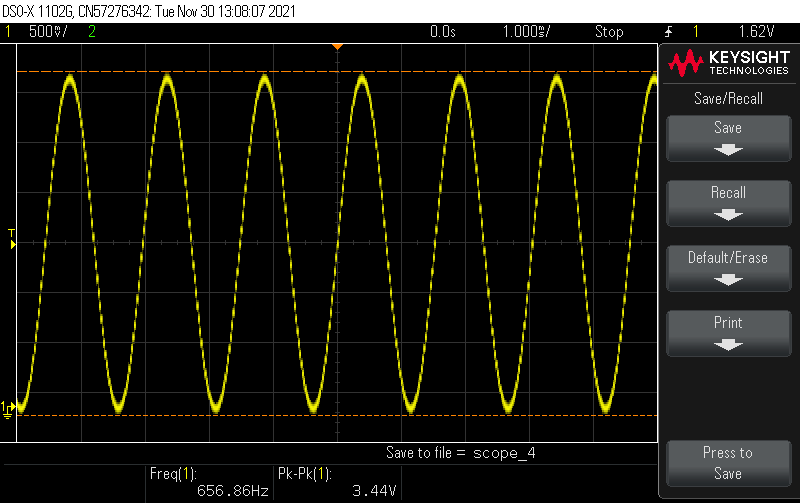 DSO-X 1102G, CN57276342: Tue Nov 30 13:08:07 2021
1 500mV/ 2 0.0s 1.000ms/ Stop 1 1.62V
KEYSIGHT
TECHNOLOGIES
Save/Recall
Save
Recall
Default/Erase
Print
T
1
Save to file = scope_4
Press to
Save
Freq(1): Pk-Pk(1):
656.86Hz 3.44V